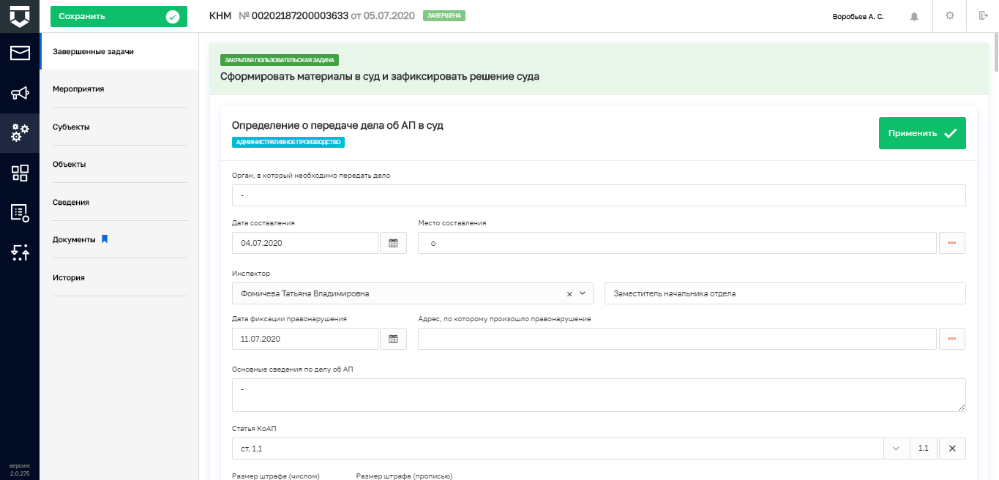 Сохранить
КНМ № 00202187200003633 от 05.07.2020 ЗАВЕРШЕНА
Воробьев А. С.
Завершенные задачи
Мероприятия
Субъекты
Объекты
Сведения
Документы
История
версия:
2.0.275
ЗАКРЫТАЯ ПОЛЬЗОВАТЕЛЬСКАЯ ЗАДАЧА
Сформировать материалы в суд и зафиксировать решение суда
Определение о передаче дела об АП в суд
АДМИНИСТРАТИВНОЕ ПРОИЗВОДСТВО
Применить
Орган, в который необходимо передать дело
-
Дата составления Место составления
04.07.2020 о
Инспектор
Фомичева Татьяна Владимировна Заместитель начальника отдела
Дата фиксации правонарушения Адрес, по которому произошло правонарушение
11.07.2020
Основные сведения по делу об АП
-
Статья КоАП
ст. 1.1 1.1
Размер штрафа (числом) Размер штрафа (прописью)